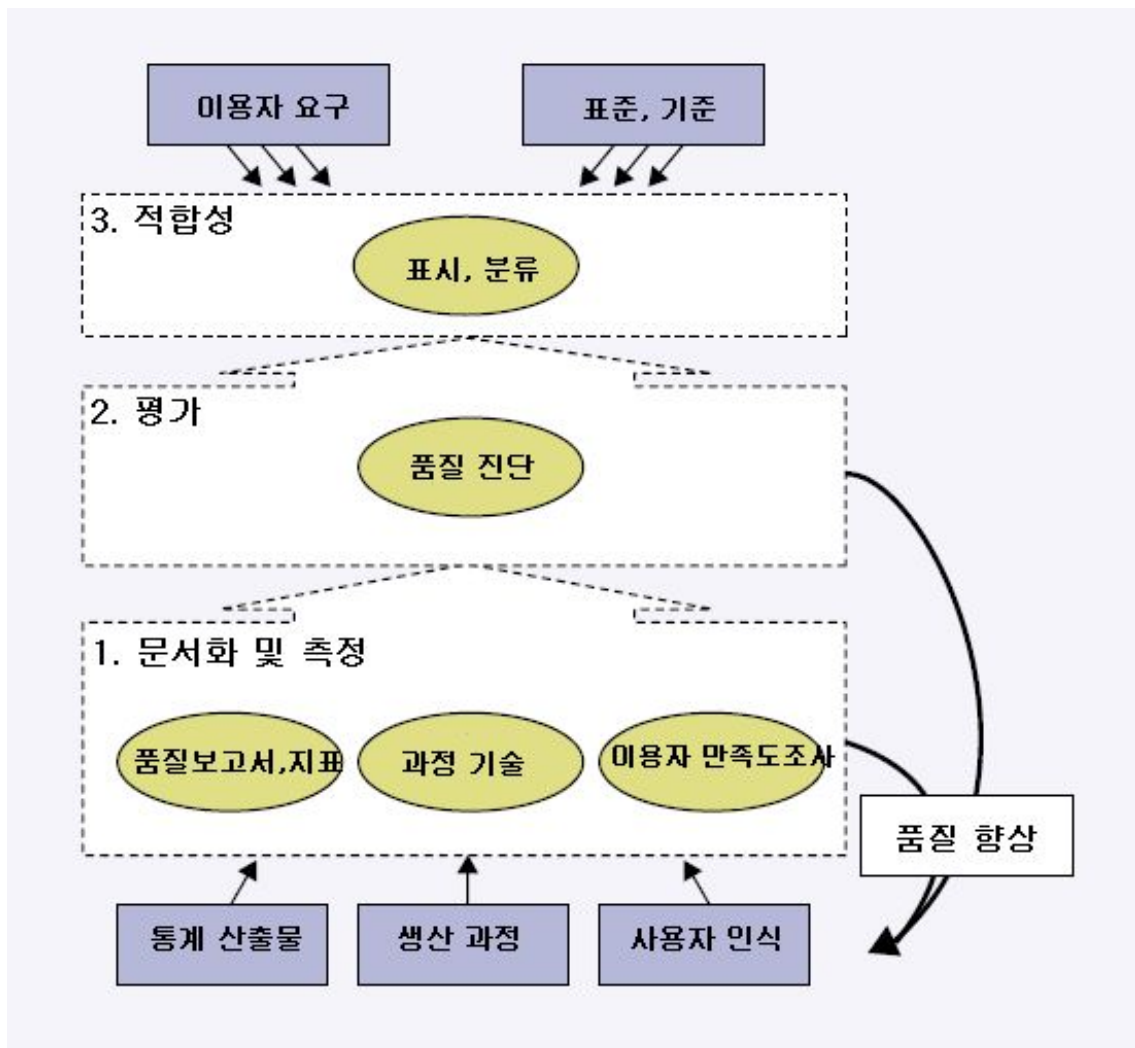 이용자 요구
표준, 기준
3. 적합성
표시, 분류
2. 평가
품질 진단
1. 문서화 및 측정
품질보고서,지표
과정 기술
이용자 만족도조사
품질 향상
통계 산출물
생산 과정
사용자 인식